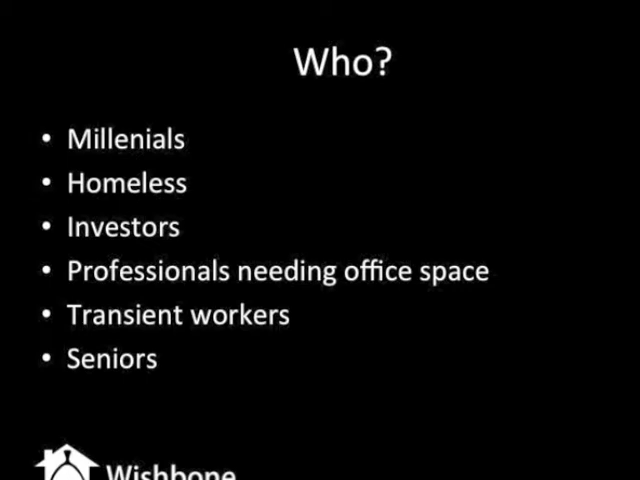 Who?
• Millenials
• Homeless
• Investors
• Professionals needing office space
• Transient workers
• Seniors
Wishbone